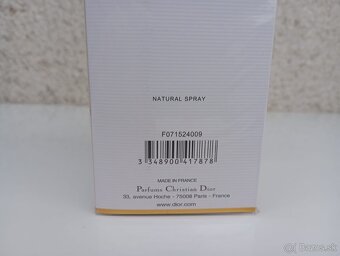 NATURAL SPRAY
F071524009
3 348900 417878
MADE IN FRANCE
Parfums Christian Dior
33, avenue Hoche - 75008 Paris - France
www.dior.com
bazos.sk